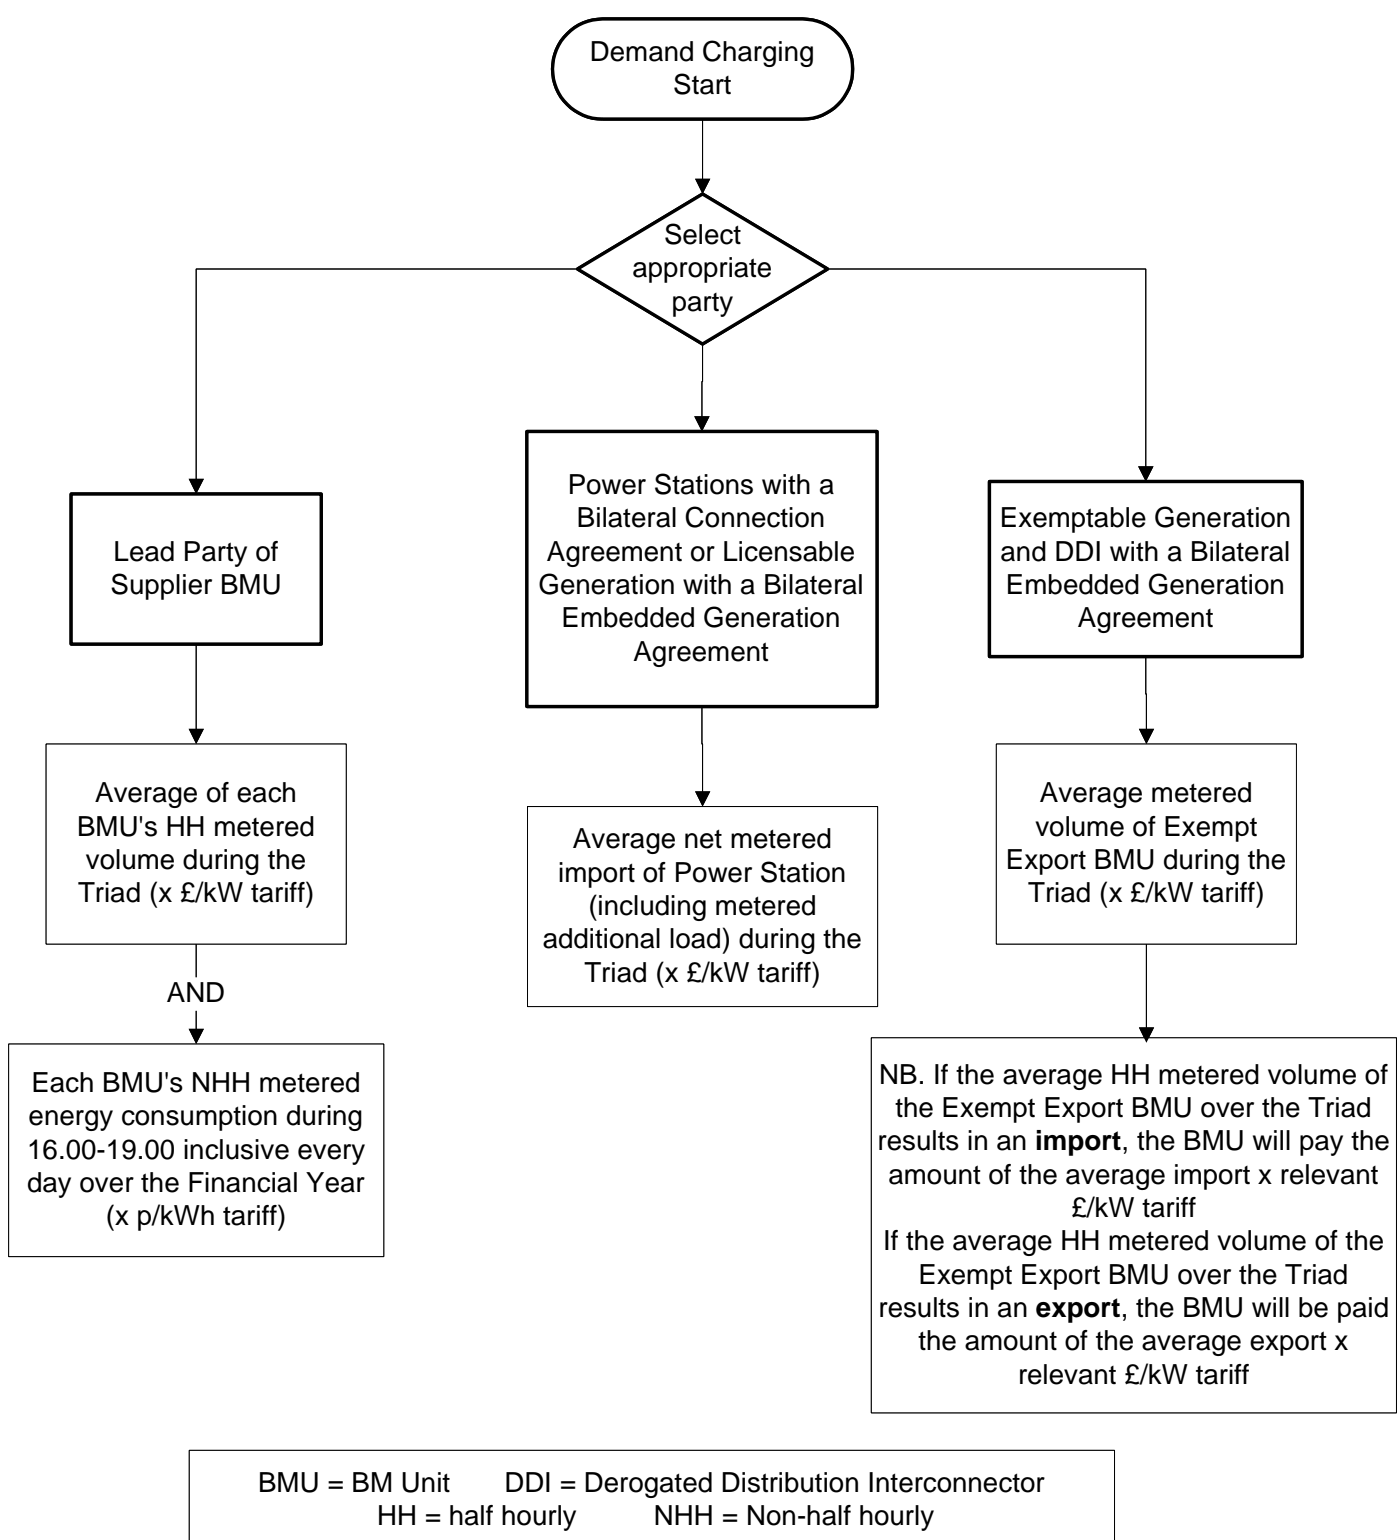 Demand Charging
Start
Select
appropriate
party
Lead Party of
Supplier BMU
Power Stations with a
Bilateral Connection
Agreement or Licensable
Generation with a Bilateral
Embedded Generation
Agreement
Exemptable Generation
and DDI with a Bilateral
Embedded Generation
Agreement
Average of each
BMU's HH metered
volume during the
Triad (x £/kW tariff)
AND
Each BMU's NHH metered
energy consumption during
16.00-19.00 inclusive every
day over the Financial Year
(x p/kWh tariff)
Average net metered
import of Power Station
(including metered
additional load) during the
Triad (x £/kW tariff)
Average metered
volume of Exempt
Export BMU during the
Triad (x £/kW tariff)
NB. If the average HH metered volume of
the Exempt Export BMU over the Triad
results in an import, the BMU will pay the
amount of the average import x relevant
£/kW tariff
If the average HH metered volume of the
Exempt Export BMU over the Triad
results in an export, the BMU will be paid
the amount of the average export x
relevant £/kW tariff
BMU = BM Unit DDI = Derogated Distribution Interconnector
HH = half hourly NHH = Non-half hourly